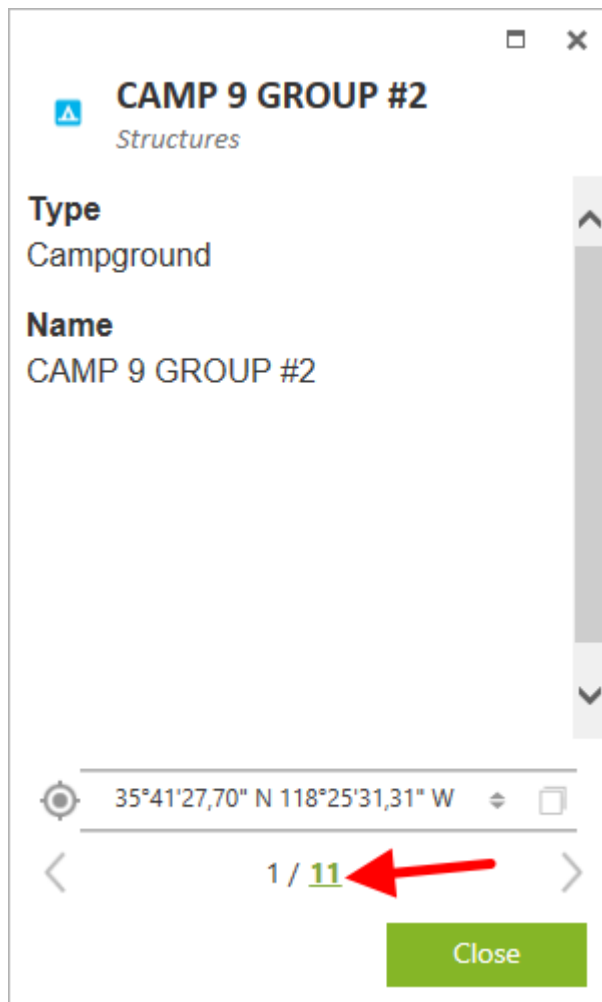 CAMP 9 GROUP #2
Structures
Type
Campground
Name
CAMP 9 GROUP #2
35°41'27,70" N 118°25'31,31" W
1 / 11
Close